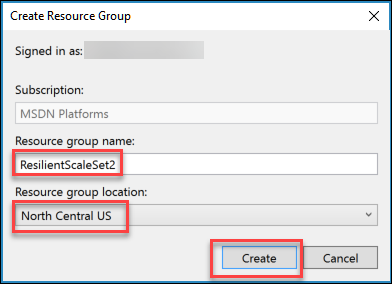 Create Resource Group
Signed in as:
Subscription:
MSDN Platforms
Resource group name:
ResilientScaleSet2
Resource group location:
North Central US
Create Cancel